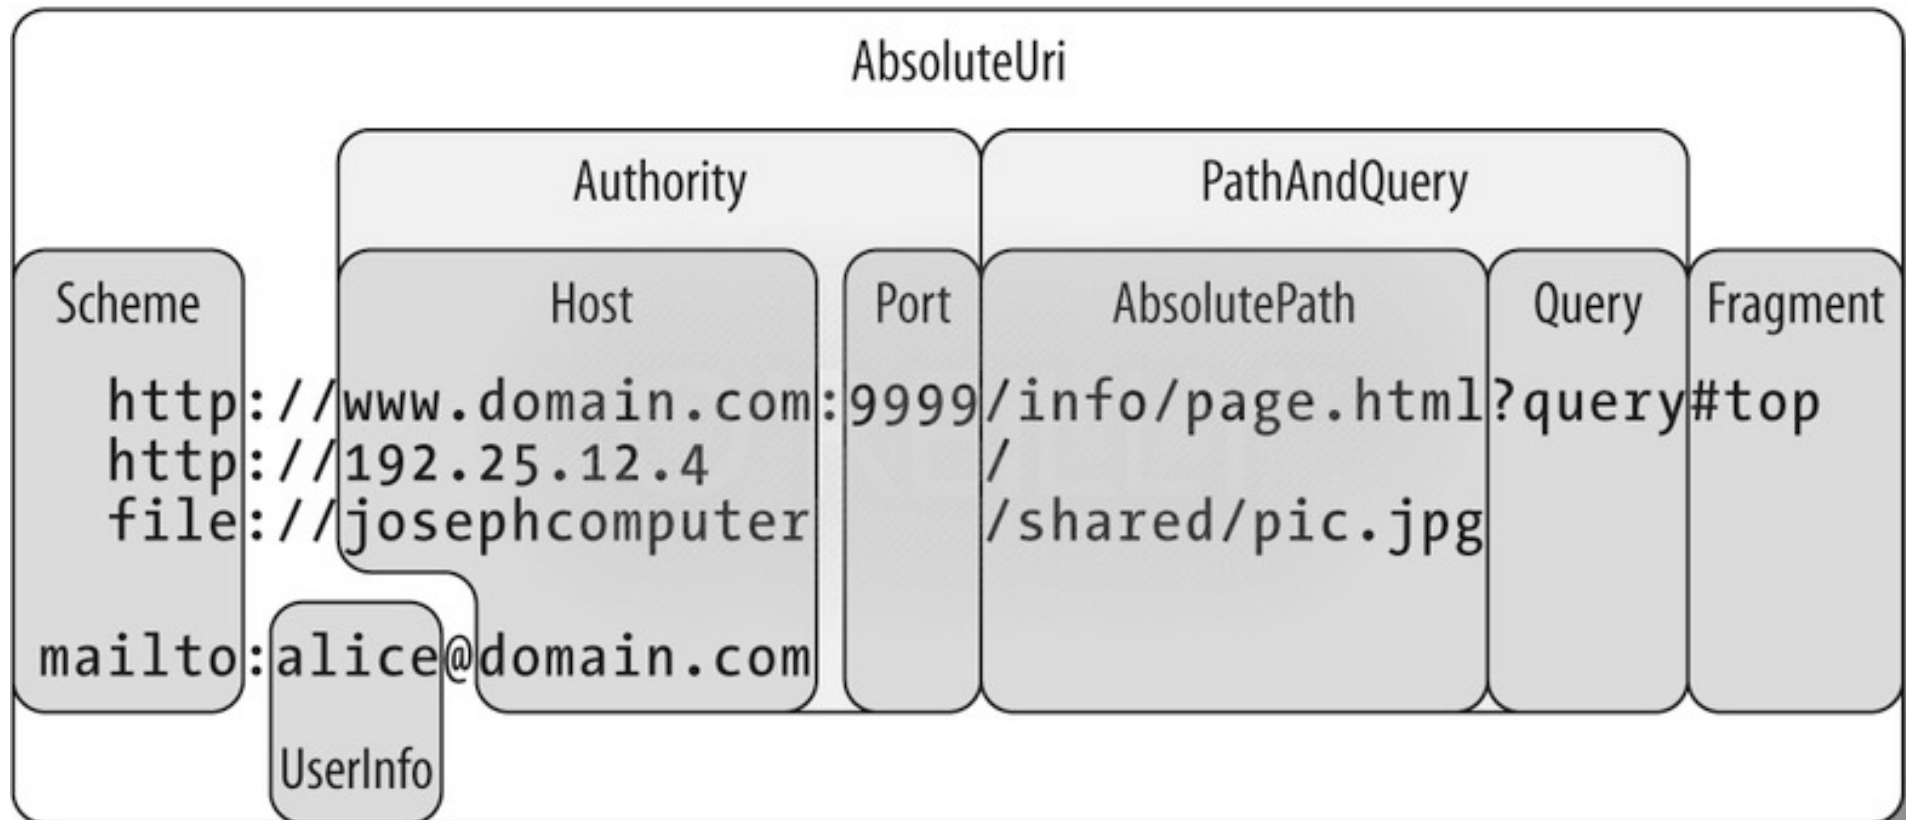 AbsoluteUri
Authority PathAndQuery
Scheme Host Port AbsolutePath Query Fragment
http://www.domain.com:9999/info/page.html?query#top
http://192.25.12.4 /
file://josephcomputer /shared/pic.jpg
mailto:alice@domain.com
UserInfo